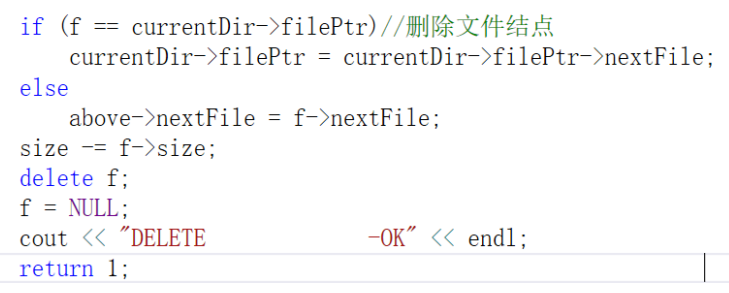 if (f == currentDir->filePtr)//删除文件结点
    currentDir->filePtr = currentDir->filePtr->nextFile;
else
    above->nextFile = f->nextFile;
size -= f->size;
delete f;
f = NULL;
cout << "DELETE               -OK" << endl;
return 1;